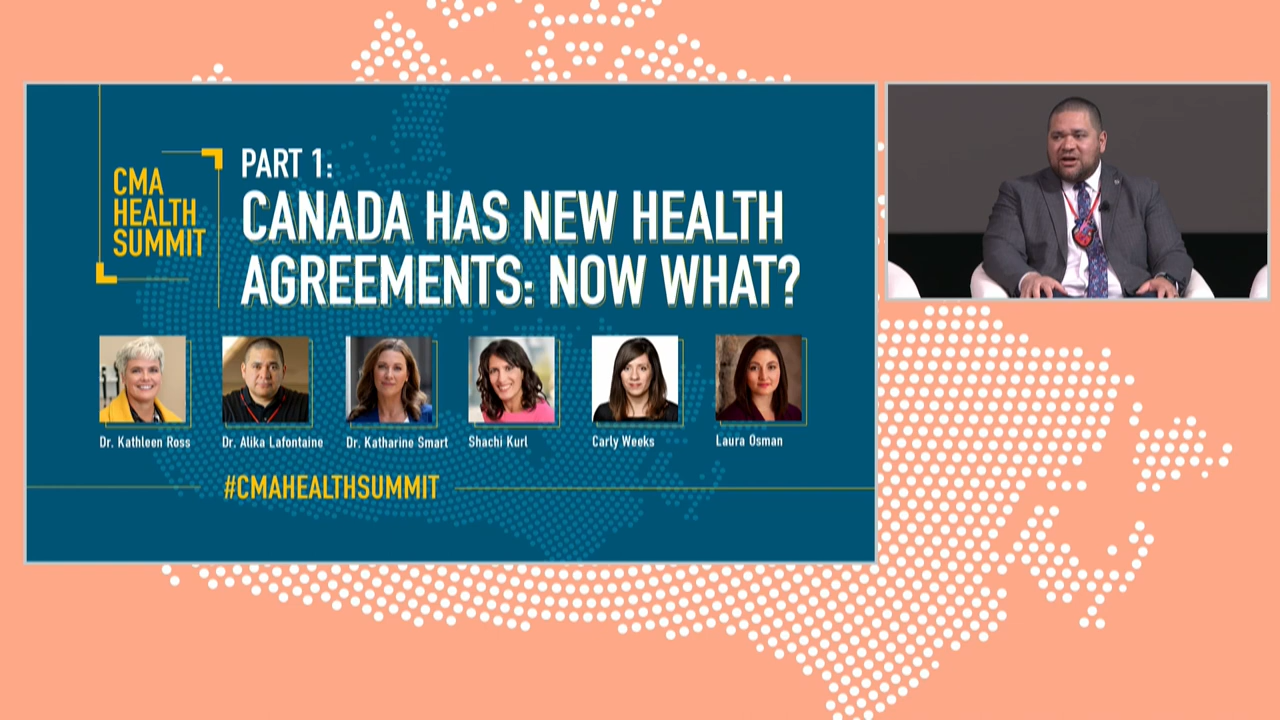 CMA
HEALTH
SUMMIT
PART 1:
CANADA HAS NEW HEALTH
AGREEMENTS: NOW WHAT?
Dr. Kathleen Ross
Dr. Alika Lafontaine
Dr. Katharine Smart
Shachi Kurl
Carly Weeks
Laura Osman
#CMAHEALTHSUMMIT